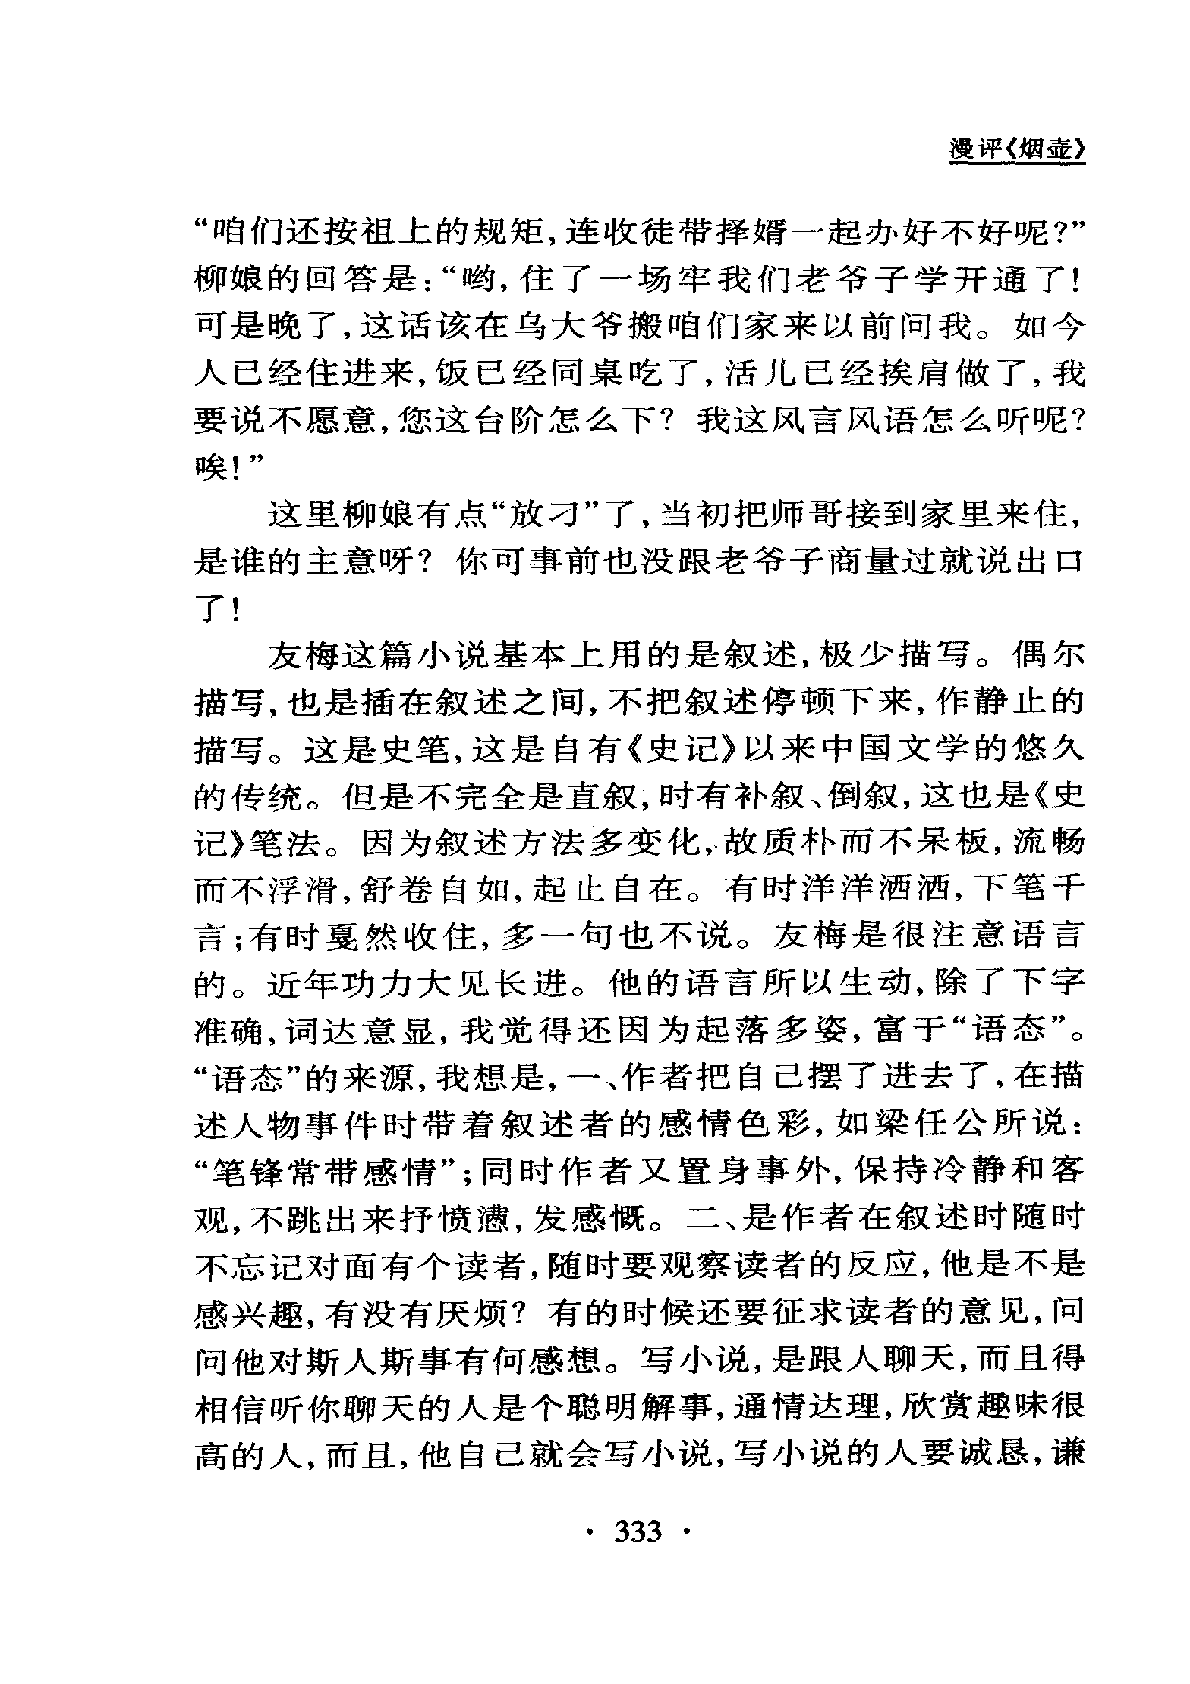 漫评《烟壶》
“咱们还按祖上的规矩,连收徒带择婿一起办好不好呢?”
柳娘的回答是:“哟,住了一场牢我们老爷子学开通了!
可是晚了,这话该在乌大爷搬咱们家来以前问我。如今
人已经住进来,饭已经同桌吃了,活儿已经挨肩做了,我
要说不愿意,您这台阶怎么下? 我这风言风语怎么听呢?
唉!”
这里柳娘有点“放刁”了,当初把师哥接到家里来住,
是谁的主意呀? 你可事前也没跟老爷子商量过就说出口
了!
友梅这篇小说基本上用的是叙述,极少描写。偶尔
描写,也是插在叙述之间,不把叙述停顿下来,作静止的
描写。这是史笔,这是自有《史记》以来中国文学的悠久
的传统。但是不完全是直叙,时有补叙、倒叙,这也是《史
记》笔法。因为叙述方法多变化,故质朴而不呆板,流畅
而不浮滑,舒卷自如,起止自在。有时洋洋洒洒,下笔千
言;有时戛然收住,多一句也不说。友梅是很注意语言
的。近年功力大见长进。他的语言所以生动,除了下字
准确,词达意显,我觉得还因为起落多姿,富于“语态”。
“语态”的来源,我想是,一、作者把自己摆了进去了,在描
述人物事件时带着叙述者的感情色彩,如梁任公所说:
“笔锋常带感情”;同时作者又置身事外,保持冷静和客
观,不跳出来抒愤懑,发感慨。二、是作者在叙述时随时
不忘记对面有个读者,随时要观察读者的反应,他是不是
感兴趣,有没有厌烦? 有的时候还要征求读者的意见,问
问他对斯人斯事有何感想。写小说,是跟人聊天,而且得
相信听你聊天的人是个聪明解事,通情达理,欣赏趣味很
高的人,而且,他自己就会写小说,写小说的人要诚恳,谦
· 333 ·